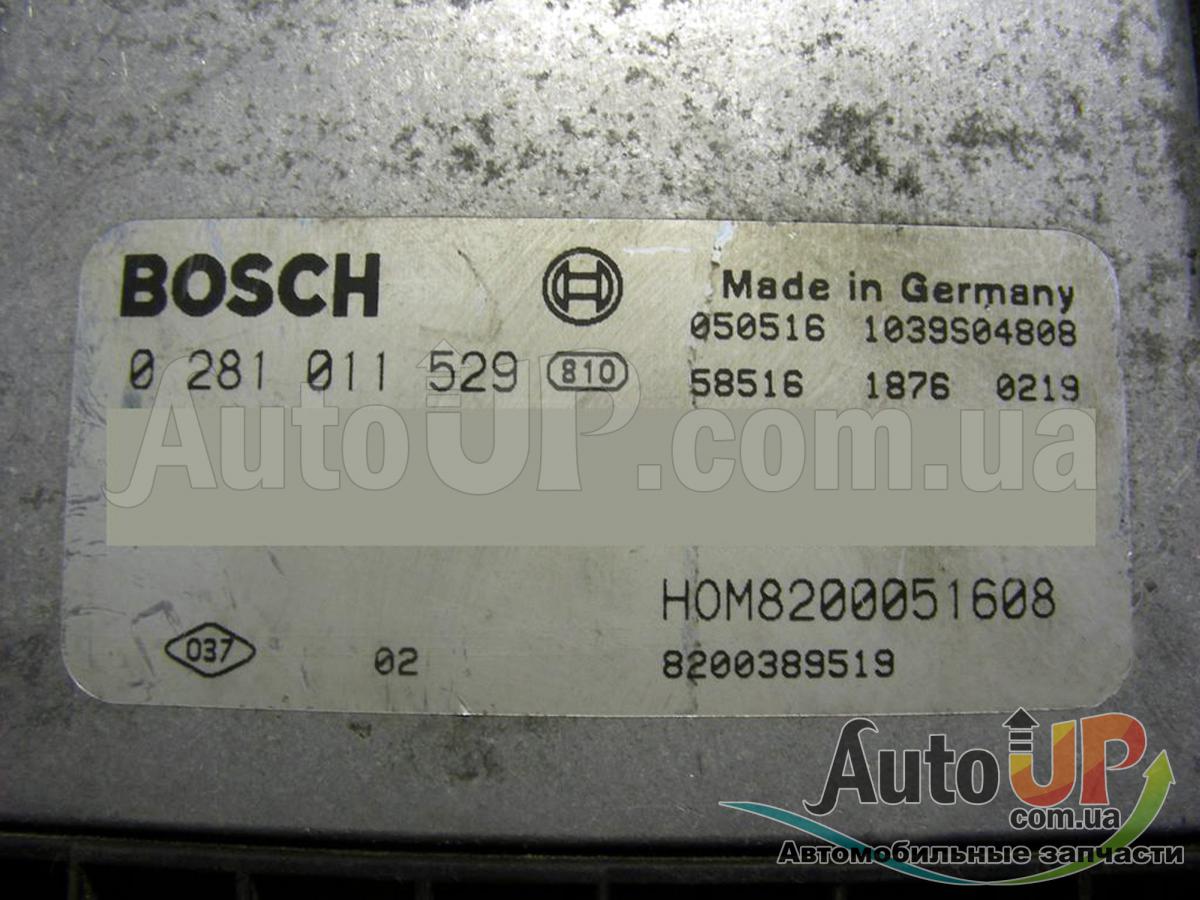 BOSCH
Made in Germany
050516 1039S04808
0 281 011 529 810
58516 1876 0219
AutoUP.com.ua
HOM8200051608
037 02 8200389519
AutoUP
com.ua
Автомобильные запчасти